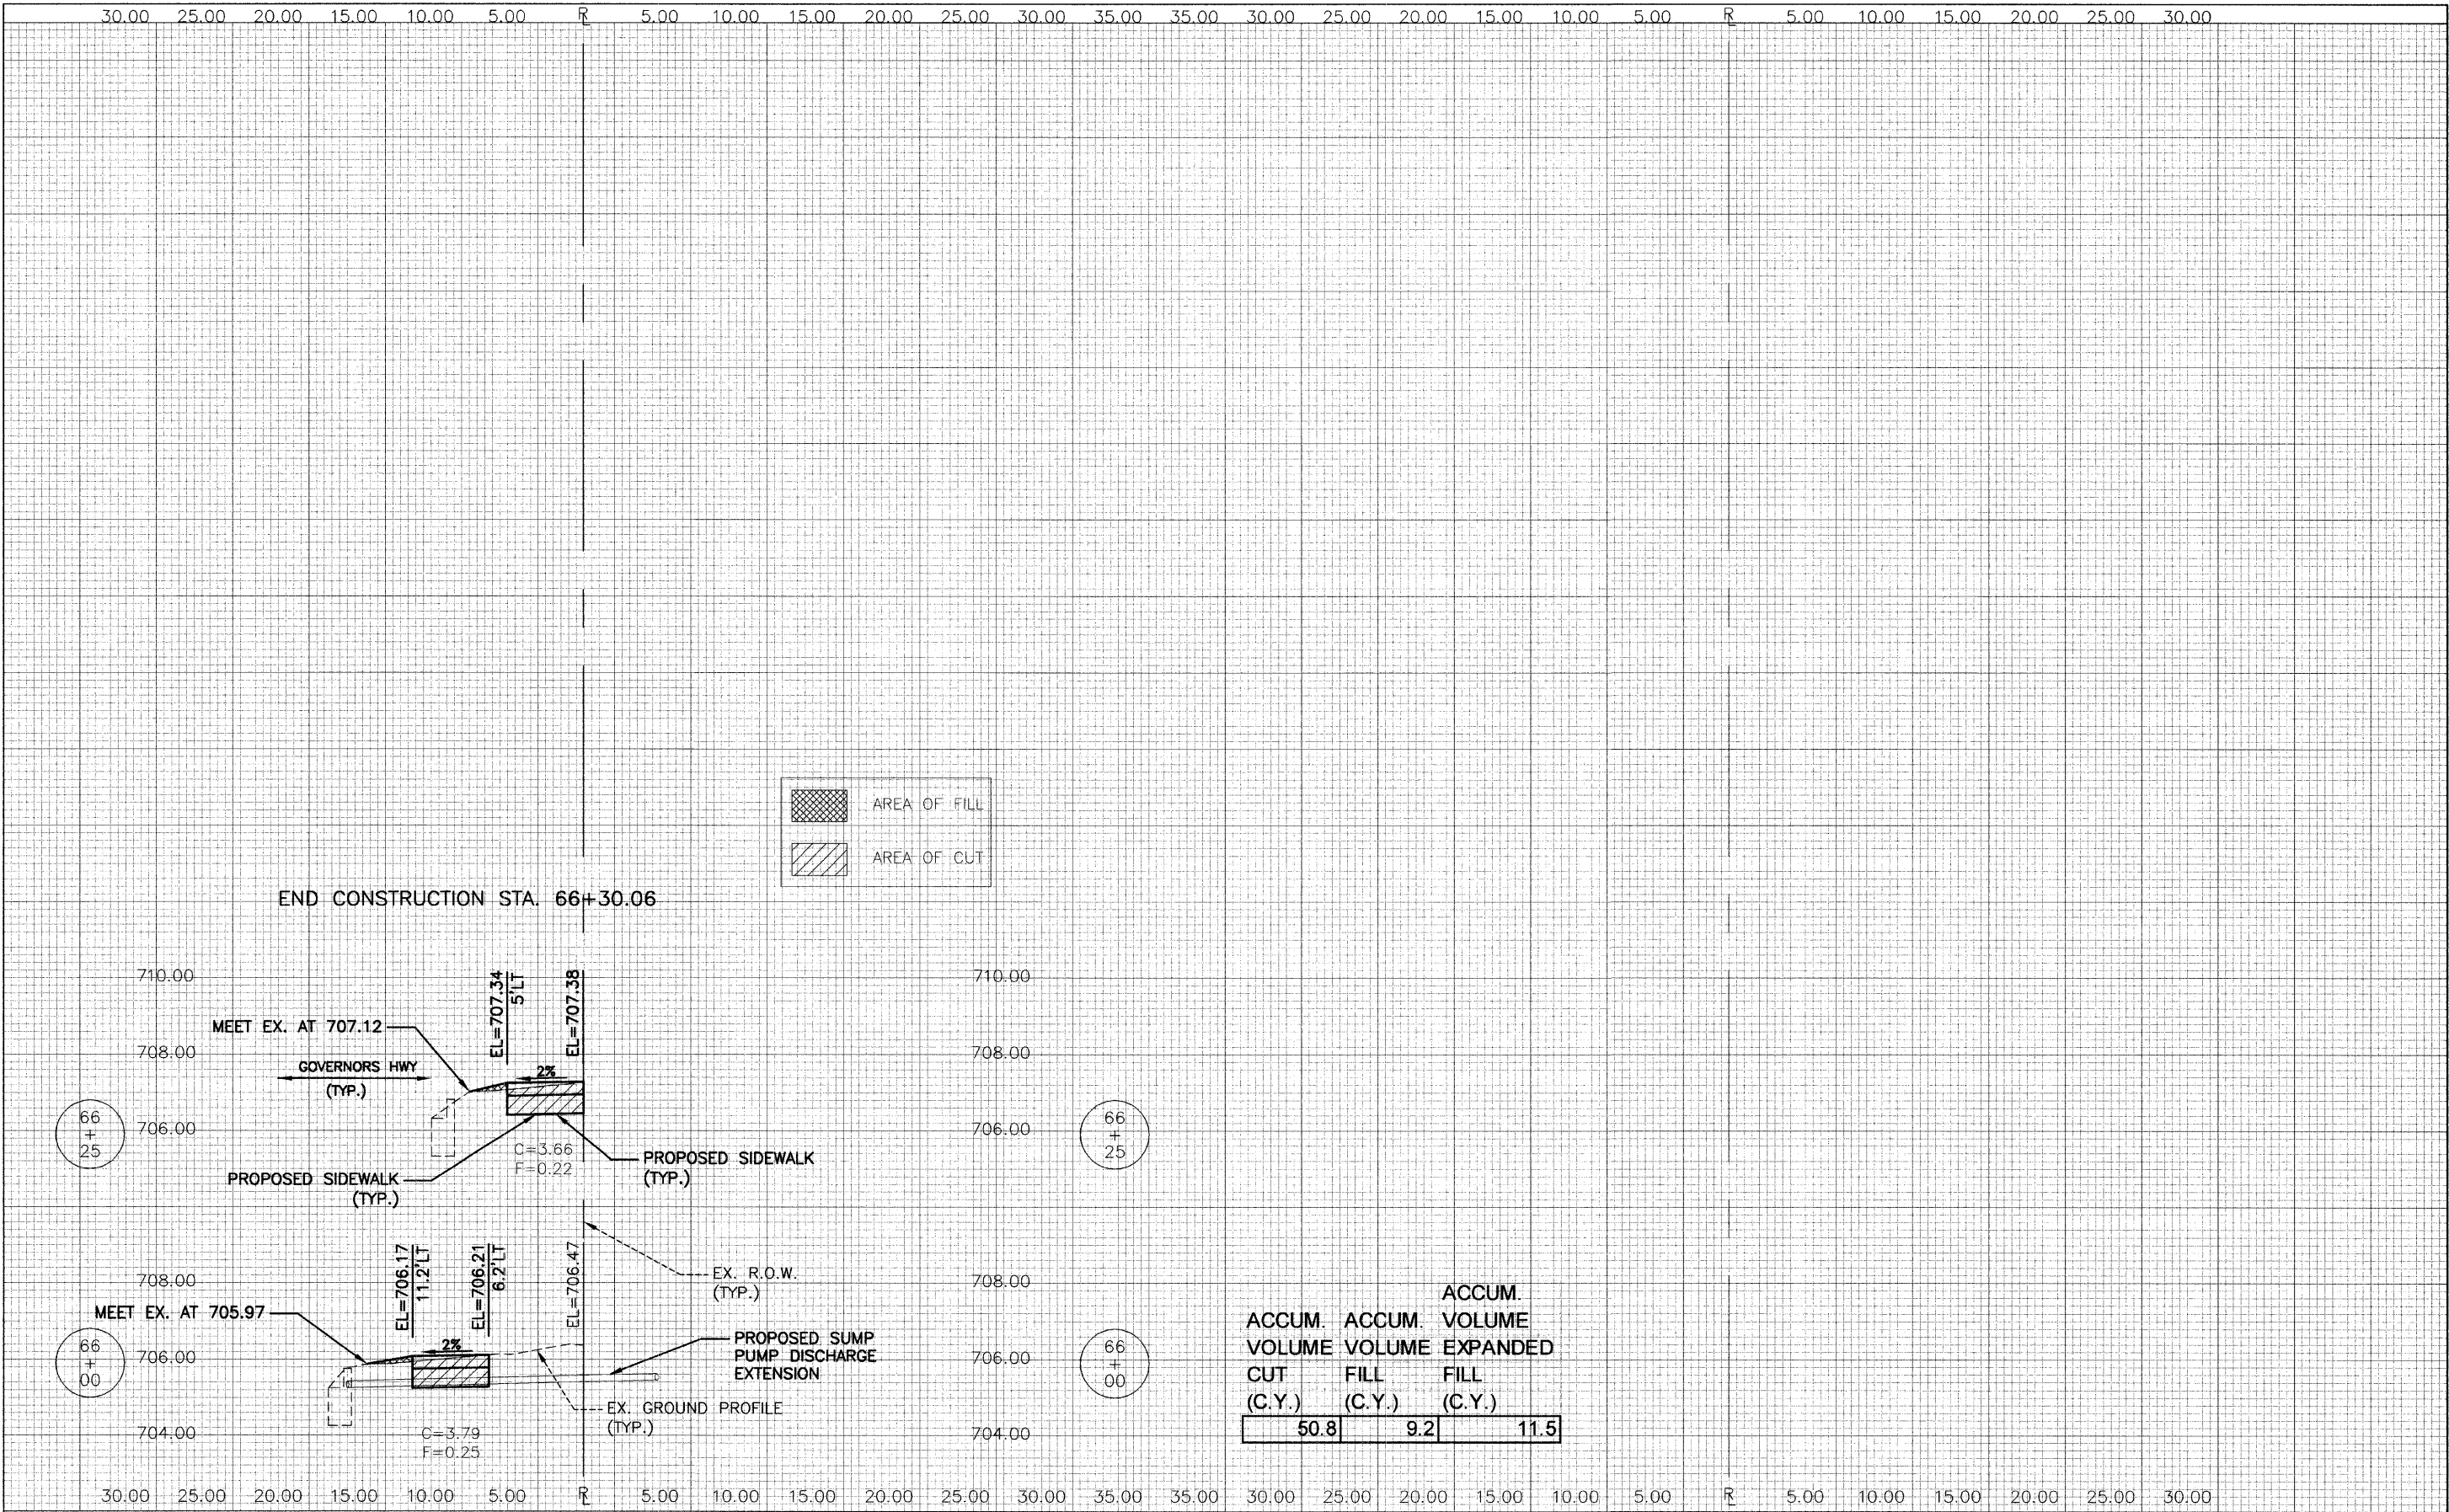 30.00 25.00 20.00 15.00 10.00 5.00 R 5.00 10.00 15.00 20.00 25.00 30.00 35.00 35.00 30.00 25.00 20.00 15.00 10.00 5.00 R 5.00 10.00 15.00 20.00 25.00 30.00
AREA OF FILL
AREA OF CUT
END CONSTRUCTION STA. 66+30.06
710.00
EL=707.34
5'LT
EL=707.38
710.00
MEET EX. AT 707.12
708.00
708.00
GOVERNORS HWY
(TYP.)
2%
66
+
25
706.00
706.00
66
+
25
C=3.66
F=0.22
PROPOSED SIDEWALK
(TYP.)
PROPOSED SIDEWALK
(TYP.)
EL=706.17
11.2'LT
EL=706.21
6.2'LT
EL=706.47
EX. R.O.W.
(TYP.)
708.00
708.00
MEET EX. AT 705.97
2%
PROPOSED SUMP
PUMP DISCHARGE
EXTENSION
66
+
00
706.00
706.00
66
+
00
EX. GROUND PROFILE
(TYP.)
704.00
C=3.79
F=0.25
704.00
ACCUM.
VOLUME
CUT
(C.Y.)
ACCUM.
VOLUME
FILL
(C.Y.)
ACCUM.
VOLUME
EXPANDED
FILL
(C.Y.)
50.8 9.2 11.5
30.00 25.00 20.00 15.00 10.00 5.00 R 5.00 10.00 15.00 20.00 25.00 30.00 35.00 35.00 30.00 25.00 20.00 15.00 10.00 5.00 R 5.00 10.00 15.00 20.00 25.00 30.00